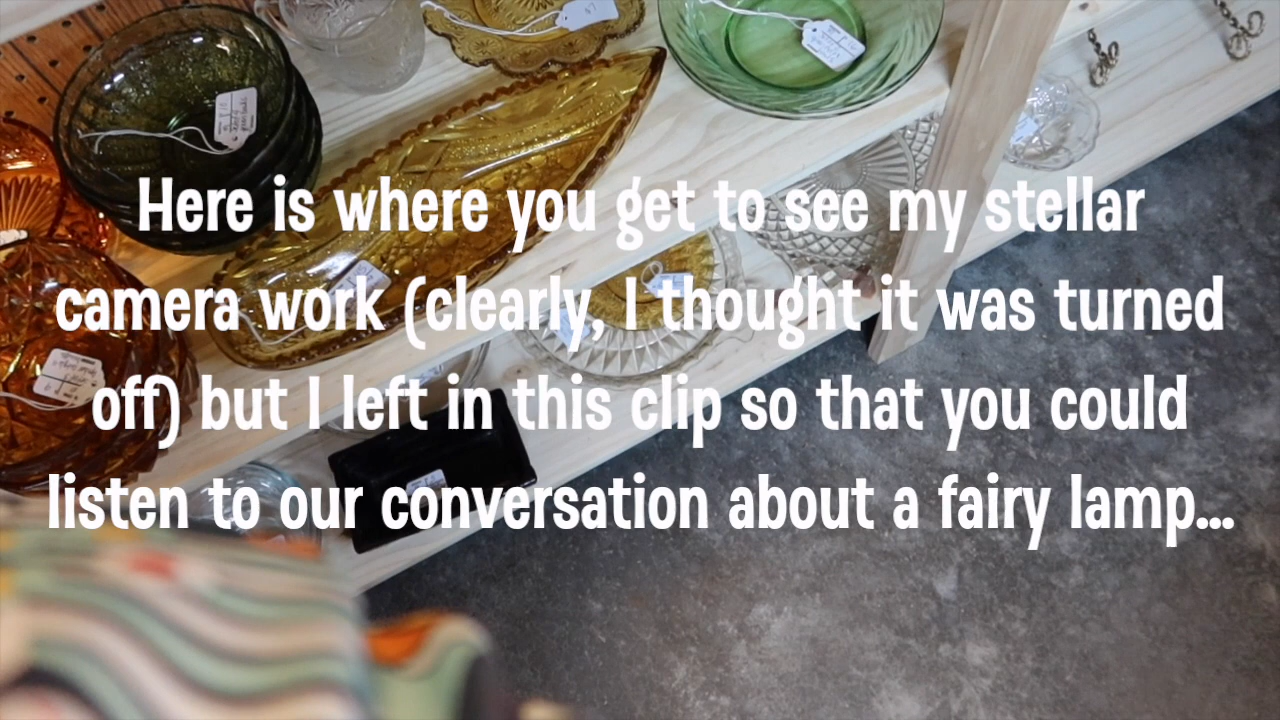 Here is where you get to see my stellar
camera work (clearly, I thought it was turned
off) but I left in this clip so that you could
listen to our conversation about a fairy lamp...